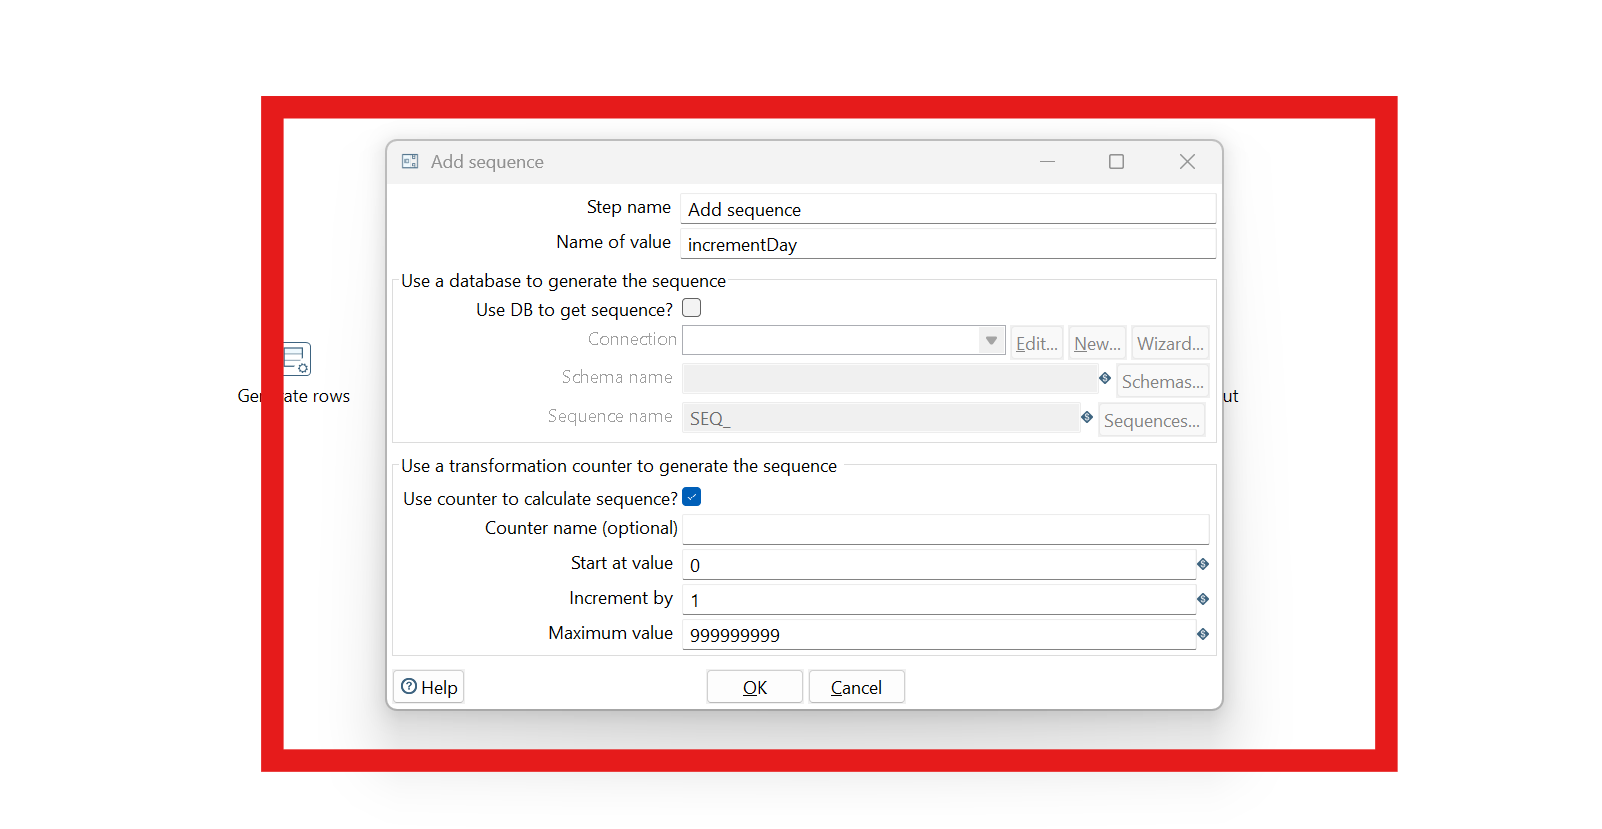 Add sequence
Step name Add sequence
Name of value incrementDay
Use a database to generate the sequence
Use DB to get sequence?
Connection Edit... New... Wizard...
Schema name Schemas...
Sequence name SEQ_ Sequences...
Use a transformation counter to generate the sequence
Use counter to calculate sequence?
Counter name (optional)
Start at value 0
Increment by 1
Maximum value 999999999
Help OK Cancel
rows